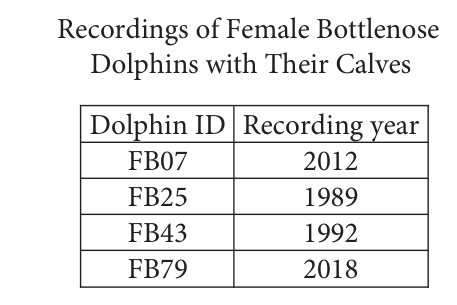 Recordings of Female Bottlenose
Dolphins with Their Calves
Dolphin ID Recording year
FB07 2012
FB25 1989
FB43 1992
FB79 2018